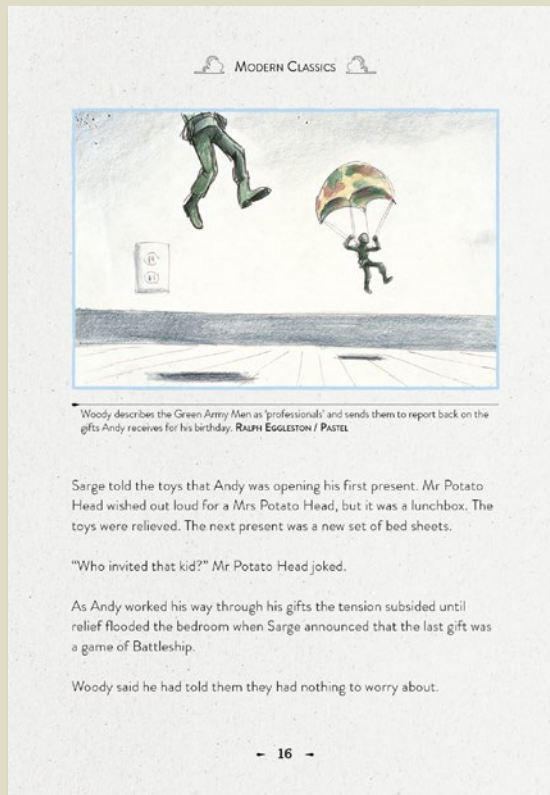 MODERN CLASSICS
Woody describes the Green Army Men as 'professionals' and sends them to report back on the
gifts Andy receives for his birthday. RALPH EGGLESTON / PASTEL
Sarge told the toys that Andy was opening his first present. Mr Potato
Head wished out loud for a Mrs Potato Head, but it was a lunchbox. The
toys were relieved. The next present was a new set of bed sheets.
"Who invited that kid?" Mr Potato Head joked.
As Andy worked his way through his gifts the tension subsided until
relief flooded the bedroom when Sarge announced that the last gift was
a game of Battleship.
Woody said he had told them they had nothing to worry about.
16